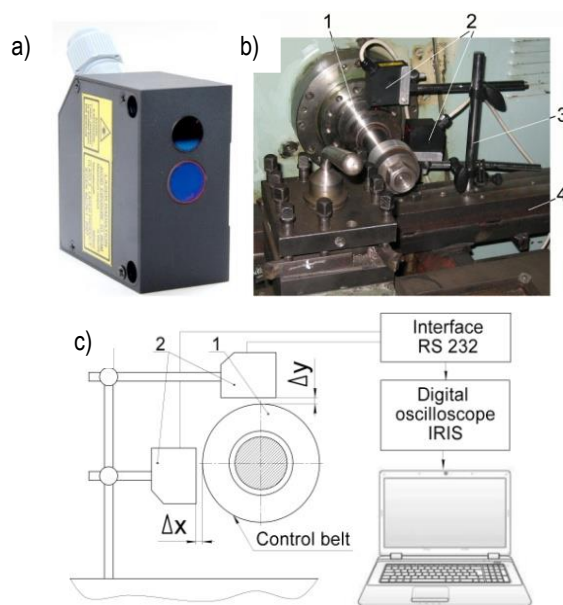 a)
b)
1
2
3
4
c)
2
1
Δy
Δx
Control belt
Interface
RS 232
Digital
oscilloscope
IRIS